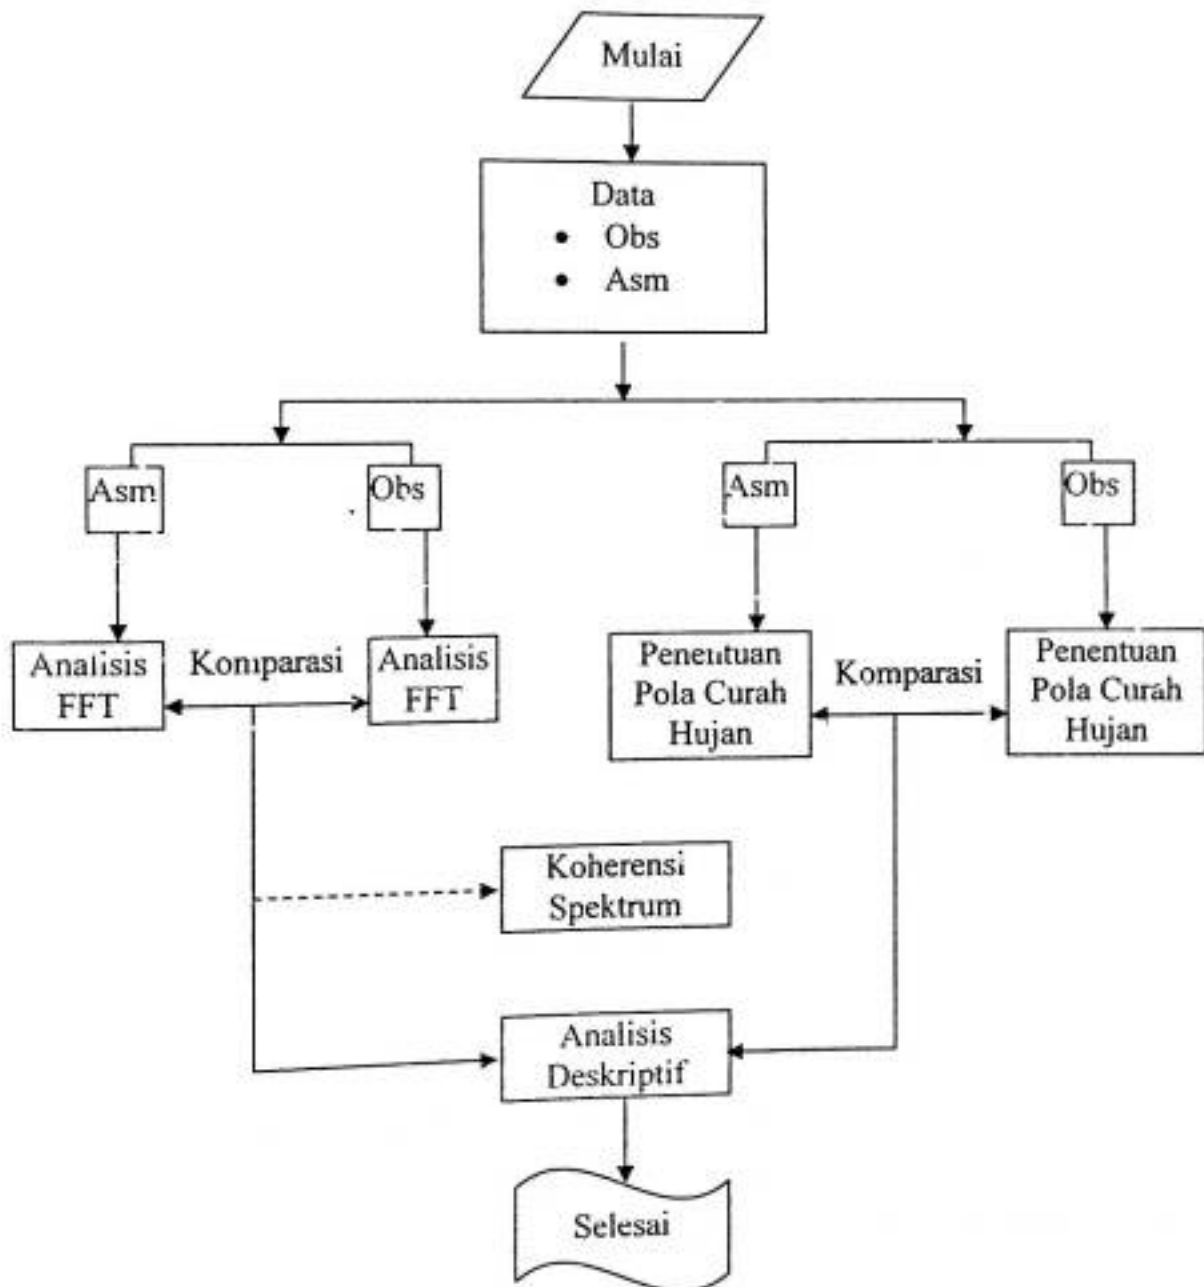 Mulai
Data
• Obs
• Asm
Asm
Obs
Asm
Obs
Analisis
FFT
Komparasi
Analisis
FFT
Penentuan
Pola Curah
Hujan
Komparasi
Penentuan
Pola Curah
Hujan
Koherensi
Spektrum
Analisis
Deskriptif
Selesai